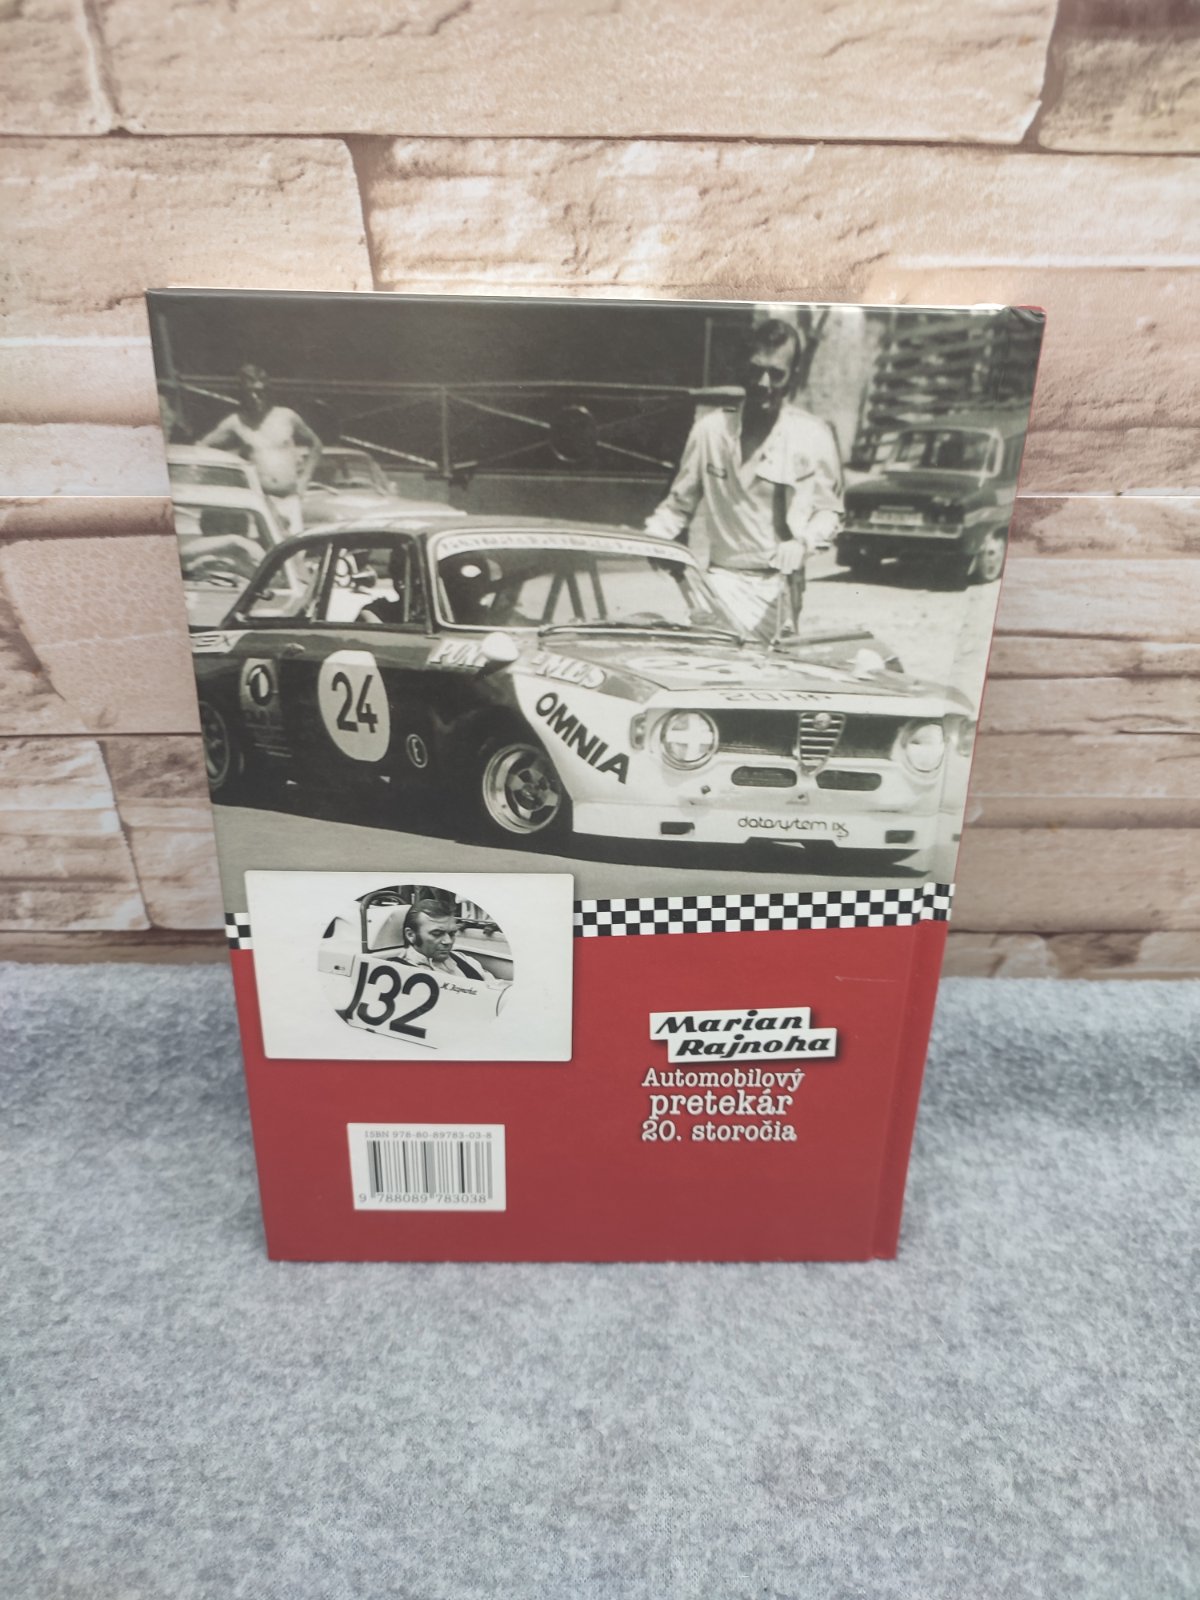 24
OMNIA
datasystem
132
M. Rajnoha
Marian
Rajnoha
Automobilový
pretekár
20. storočia
ISBN 978-80-89783-03-8
9 788089 783038